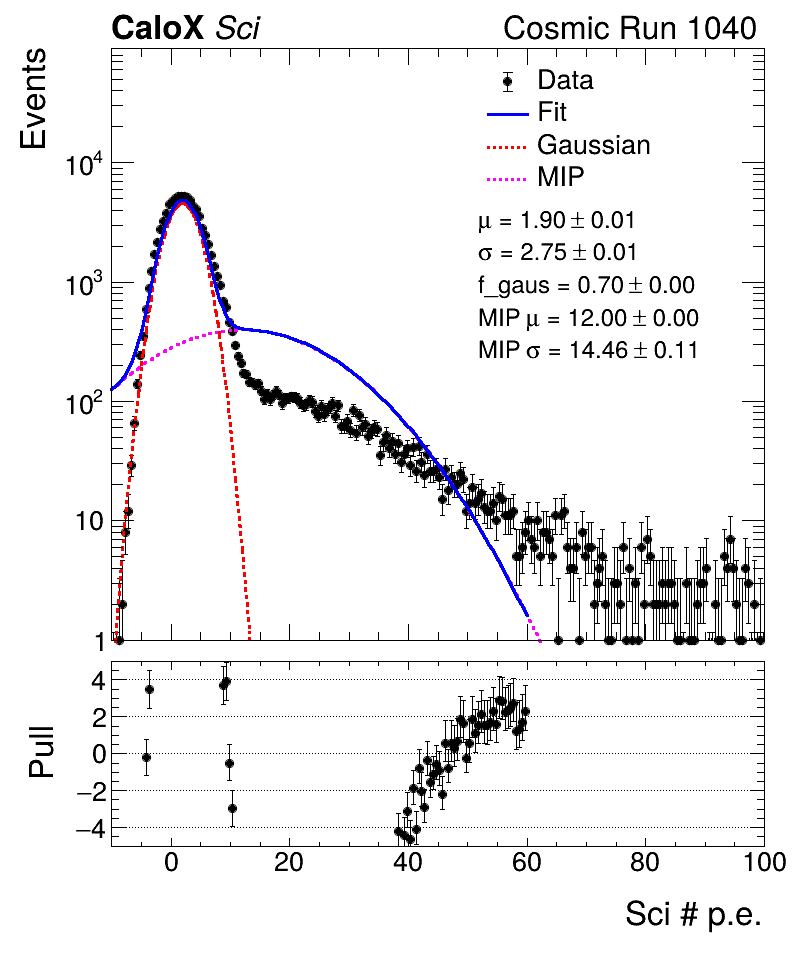 CaloX Sci Cosmic Run 1040
Events
Data
Fit
Gaussian
MIP
μ = 1.90 ± 0.01
σ = 2.75 ± 0.01
f_gaus = 0.70 ± 0.00
MIP μ = 12.00 ± 0.00
MIP σ = 14.46 ± 0.11
10⁴
10³
10²
10
1
Pull
4
2
0
−2
−4
0 20 40 60 80 100
Sci # p.e.